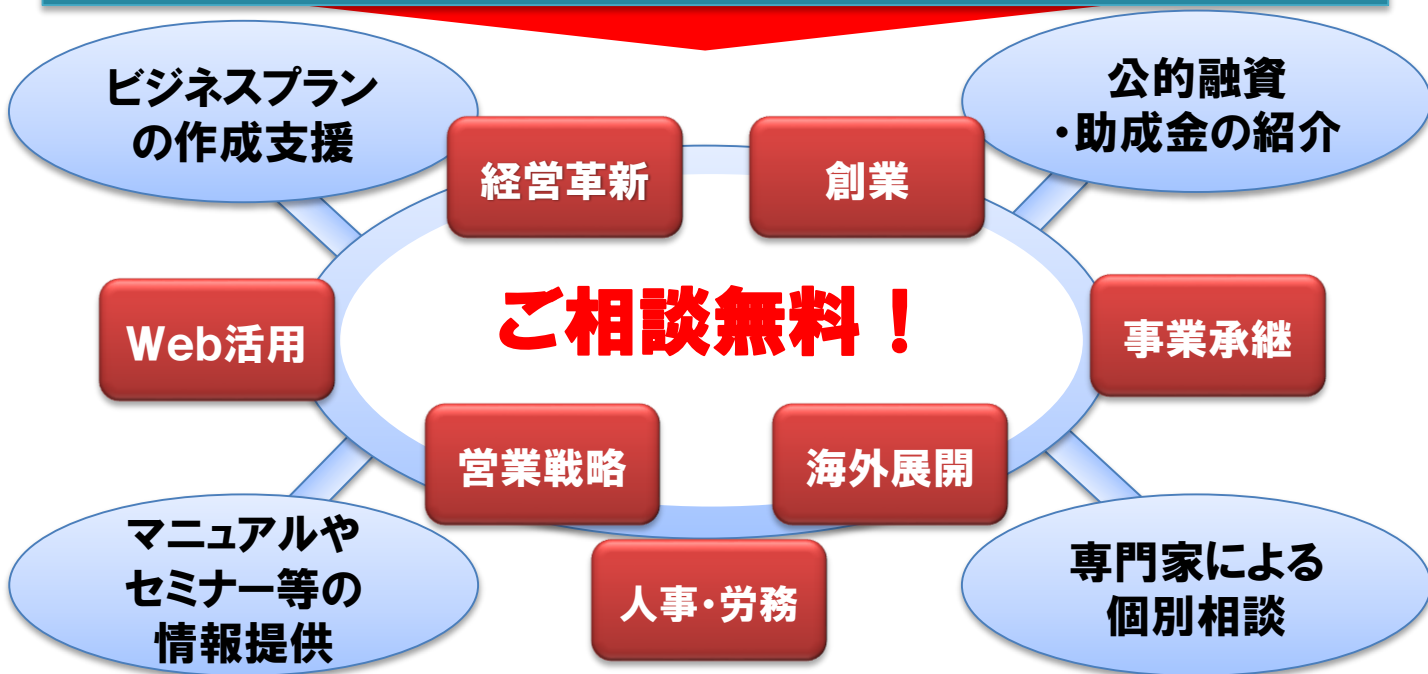 ビジネスプラン
の作成支援
公的融資
・助成金の紹介
経営革新
創業
ご相談無料！
Web活用
事業承継
営業戦略
海外展開
マニュアルや
セミナー等の
情報提供
人事・労務
専門家による
個別相談